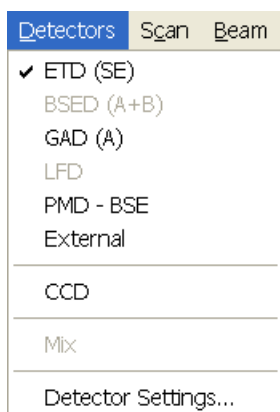 Detectors Scan Beam
ETD (SE)
BSED (A+B)
GAD (A)
LFD
PMD - BSE
External
CCD
Mix
Detector Settings...